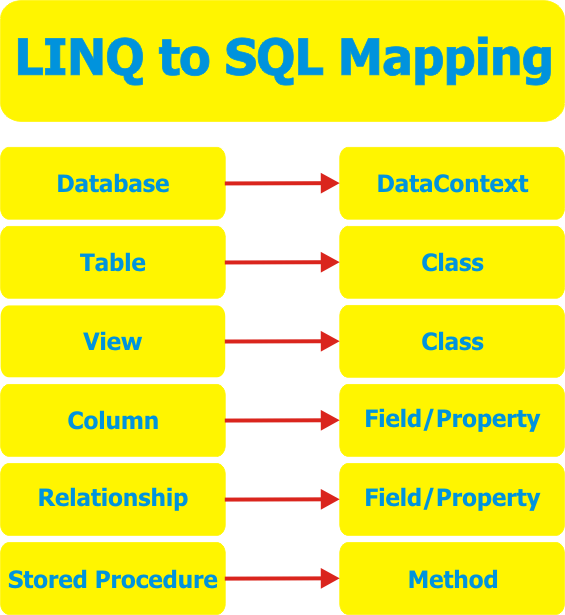 LINQ to SQL Mapping
Database DataContext
Table Class
View Class
Column Field/Property
Relationship Field/Property
Stored Procedure Method